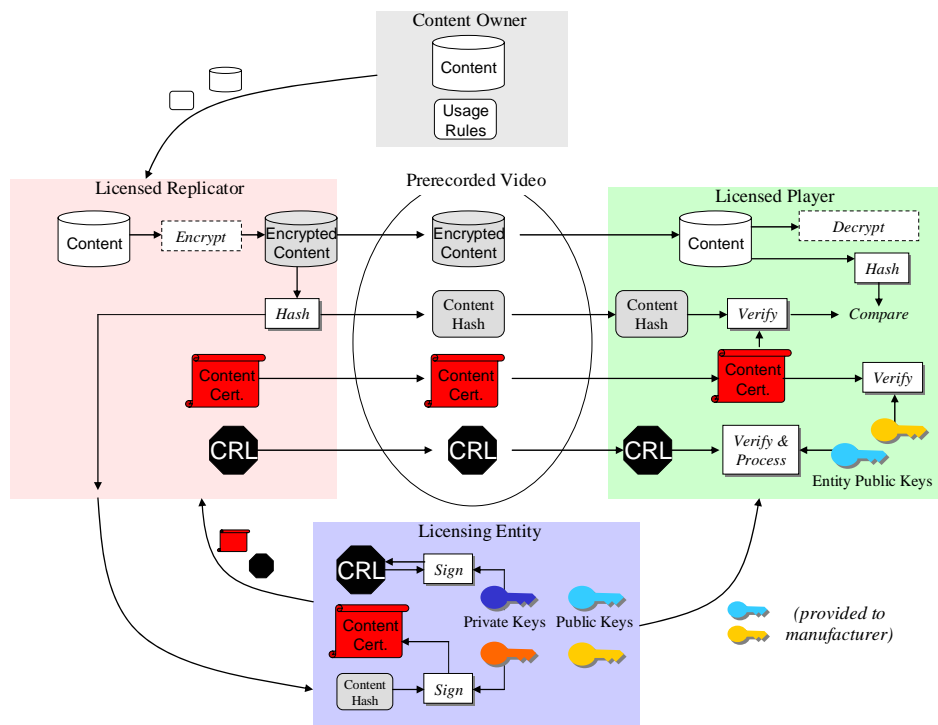 Content Owner
Content
Usage
Rules
Licensed Replicator
Content
Encrypt
Encrypted
Content
Hash
Content
Cert.
CRL
Prerecorded Video
Encrypted
Content
Content
Hash
Content
Cert.
CRL
Licensed Player
Content
Decrypt
Hash
Content
Hash
Verify
Compare
Content
Cert.
Verify
CRL
Verify &
Process
Entity Public Keys
Licensing Entity
CRL
Sign
Private Keys
Public Keys
Content
Cert.
Content
Hash
Sign
(provided to
manufacturer)